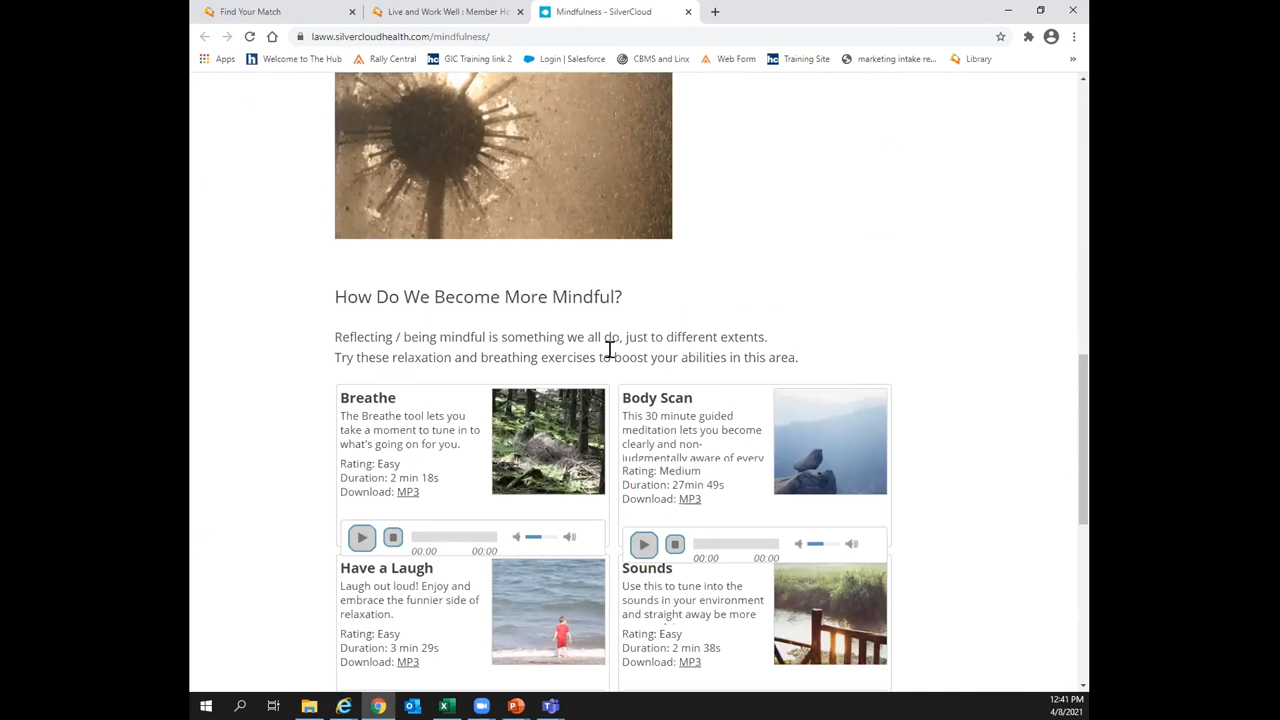 Find Your Match
Live and Work Well : Member Ho
Mindfulness - SilverCloud
laww.silvercloudhealth.com/mindfulness/
Apps
Welcome to The Hub
Rally Central
GIC Training link 2
Login | Salesforce
CBMS and Linx
Web Form
Training Site
marketing intake re...
Library
»
How Do We Become More Mindful?
Reflecting / being mindful is something we all do, just to different extents.
Try these relaxation and breathing exercises to boost your abilities in this area.
Breathe
The Breathe tool lets you
take a moment to tune in to
what's going on for you.
Rating: Easy
Duration: 2 min 18s
Download: MP3
00:00 00:00
Body Scan
This 30 minute guided
meditation lets you become
clearly and non-
judgmentally aware of every
Rating: Medium
Duration: 27min 49s
Download: MP3
00:00 00:00
Have a Laugh
Laugh out loud! Enjoy and
embrace the funnier side of
relaxation.
Rating: Easy
Duration: 3 min 29s
Download: MP3
Sounds
Use this to tune into the
sounds in your environment
and straight away be more
Rating: Easy
Duration: 2 min 38s
Download: MP3
12:41 PM
4/8/2021